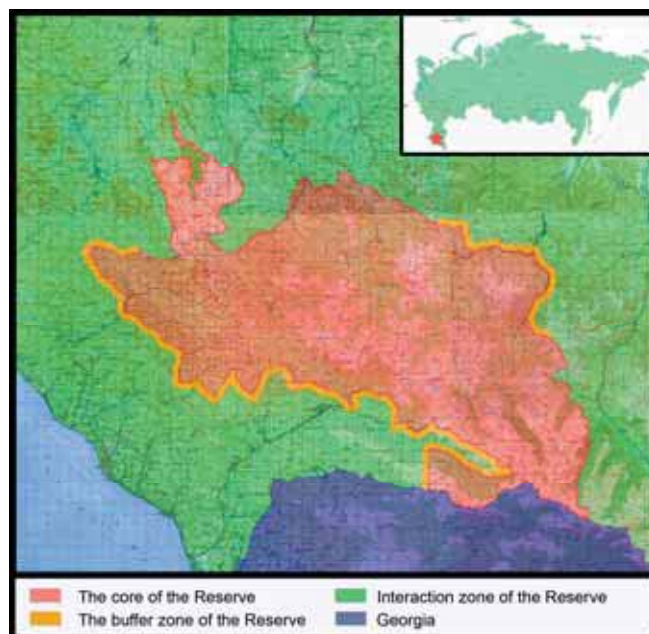 The core of the Reserve
Interaction zone of the Reserve
The buffer zone of the Reserve
Georgia